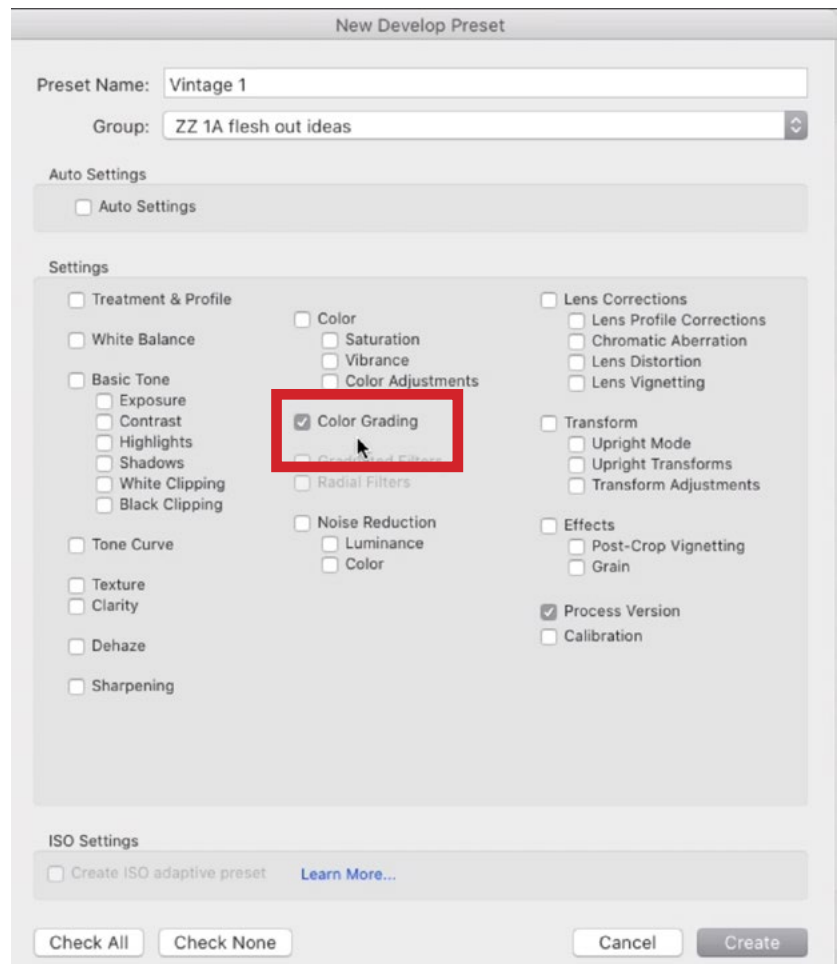 New Develop Preset
Preset Name: Vintage 1
Group: ZZ 1A flesh out ideas
Auto Settings
Auto Settings
Settings
Treatment & Profile
White Balance
Basic Tone
Exposure
Contrast
Highlights
Shadows
White Clipping
Black Clipping
Tone Curve
Texture
Clarity
Dehaze
Sharpening
Color
Saturation
Vibrance
Color Adjustments
Color Grading
Graduated Filters
Radial Filters
Noise Reduction
Luminance
Color
Lens Corrections
Lens Profile Corrections
Chromatic Aberration
Lens Distortion
Lens Vignetting
Transform
Upright Mode
Upright Transforms
Transform Adjustments
Effects
Post-Crop Vignetting
Grain
Process Version
Calibration
ISO Settings
Create ISO adaptive preset Learn More...
Check All Check None Cancel Create